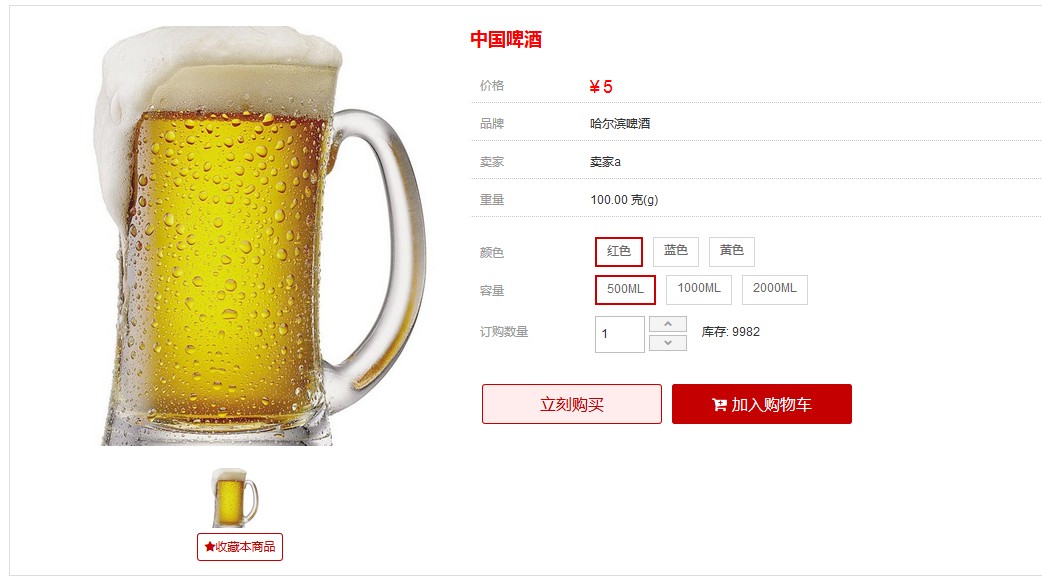 中国啤酒
价格 ¥ 5
品牌 哈尔滨啤酒
卖家 卖家a
重量 100.00 克(g)
颜色 红色 蓝色 黄色
容量 500ML 1000ML 2000ML
订购数量 1 库存: 9982
立刻购买 加入购物车
收藏本商品